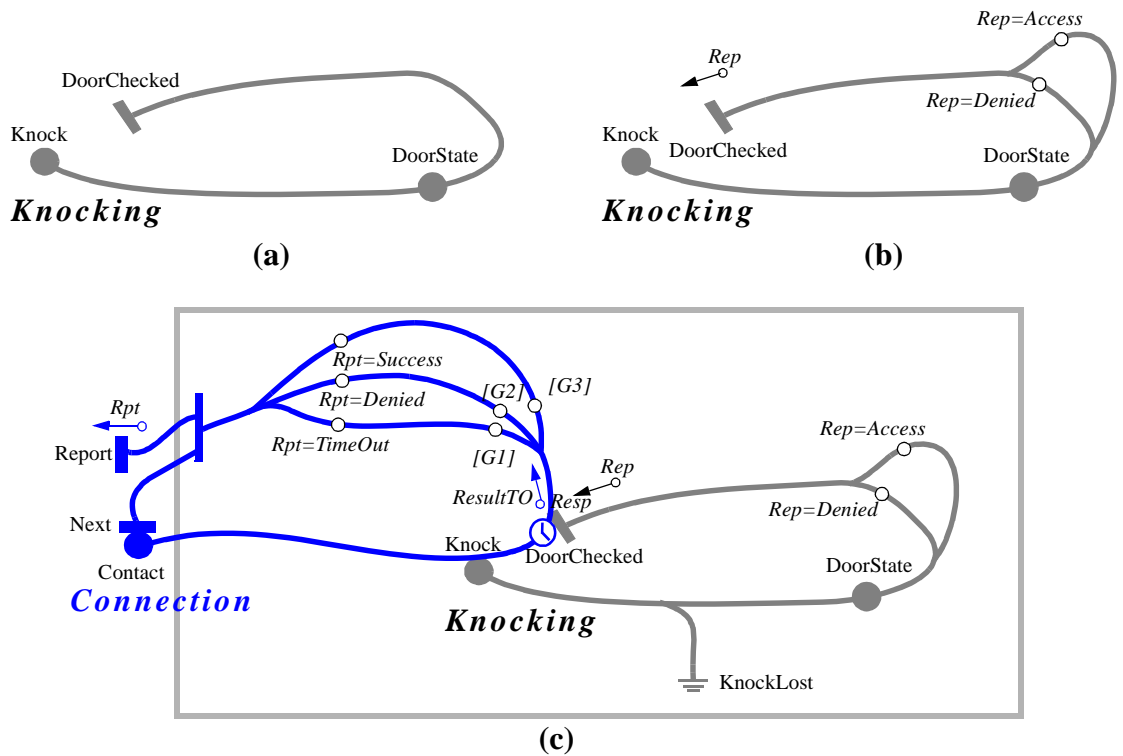 DoorChecked
Knock
DoorState
Knocking
(a)
Rep=Access
Rep
Rep=Denied
Knock
DoorChecked
DoorState
Knocking
(b)
Rpt=Success
[G2]
[G3]
Rpt=Denied
Rpt
Rpt=TimeOut
[G1]
Report
Rep=Access
Rep
ResultTO
Resp
Rep=Denied
Next
Knock
DoorChecked
Contact
DoorState
Connection
Knocking
KnockLost
(c)